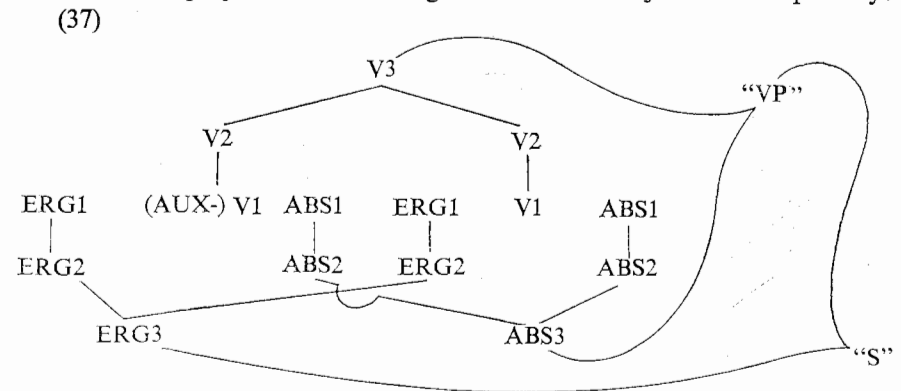 (37)
V3
“VP”
V2 V2
ERG1 (AUX-) V1 ABS1 ERG1 V1 ABS1
ERG2 ABS2 ERG2 ABS2
ERG3 ABS3
“S”